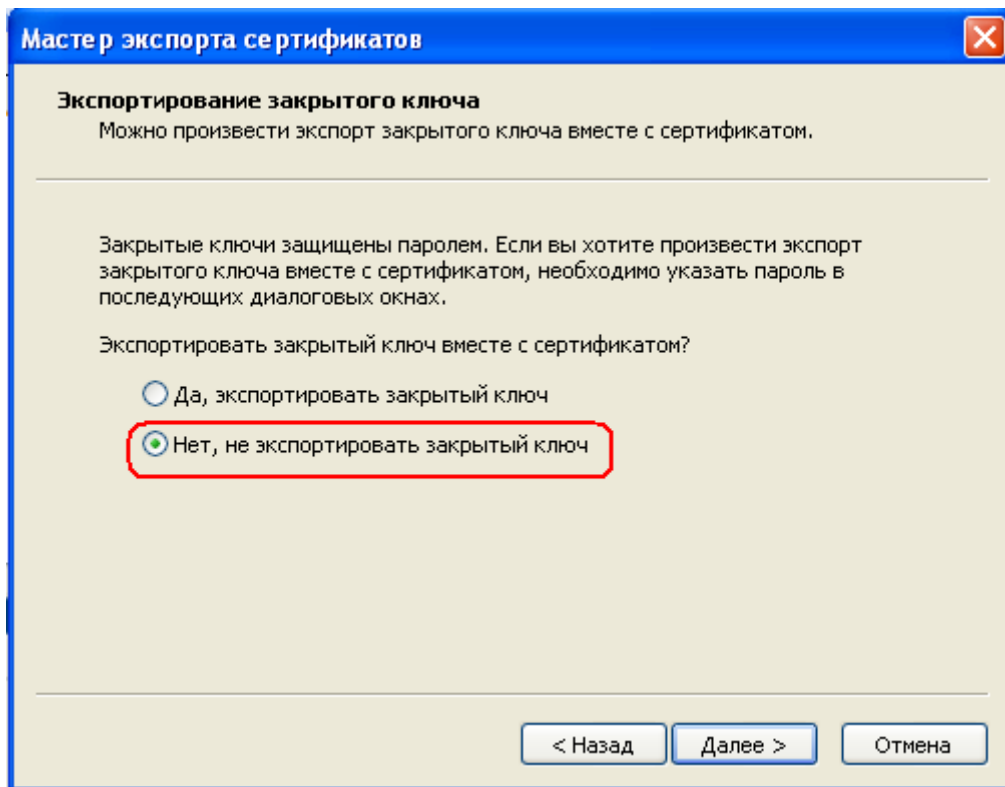 Мастер экспорта сертификатов
Экспортирование закрытого ключа
Можно произвести экспорт закрытого ключа вместе с сертификатом.
Закрытые ключи защищены паролем. Если вы хотите произвести экспорт
закрытого ключа вместе с сертификатом, необходимо указать пароль в
последующих диалоговых окнах.
Экспортировать закрытый ключ вместе с сертификатом?
Да, экспортировать закрытый ключ
Нет, не экспортировать закрытый ключ
< Назад Далее > Отмена